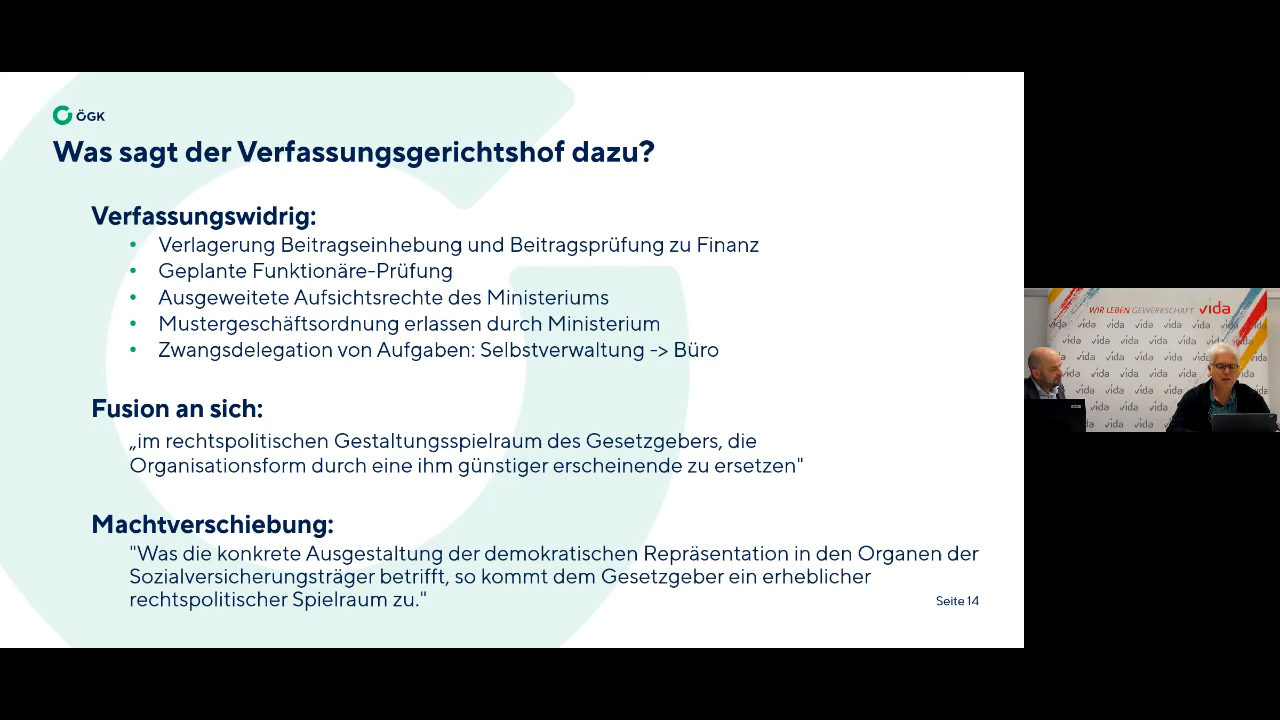 ÖGK
Was sagt der Verfassungsgerichtshof dazu?
Verfassungswidrig:
• Verlagerung Beitragseinhebung und Beitragsprüfung zu Finanz
• Geplante Funktionäre-Prüfung
• Ausgeweitete Aufsichtsrechte des Ministeriums
• Mustergeschäftsordnung erlassen durch Ministerium
• Zwangsdelegation von Aufgaben: Selbstverwaltung -> Büro
Fusion an sich:
„im rechtspolitischen Gestaltungsspielraum des Gesetzgebers, die
Organisationsform durch eine ihm günstiger erscheinende zu ersetzen"
Machtverschiebung:
"Was die konkrete Ausgestaltung der demokratischen Repräsentation in den Organen der
Sozialversicherungsträger betrifft, so kommt dem Gesetzgeber ein erheblicher
rechtspolitischer Spielraum zu."
Seite 14
WIR LEBEN GEWERKSCHAFT vida
vida vida vida vida vida vida
vida vida vida vida vida
vida vida vida vida
vida vida vida
vida vida vida
vida vida vida